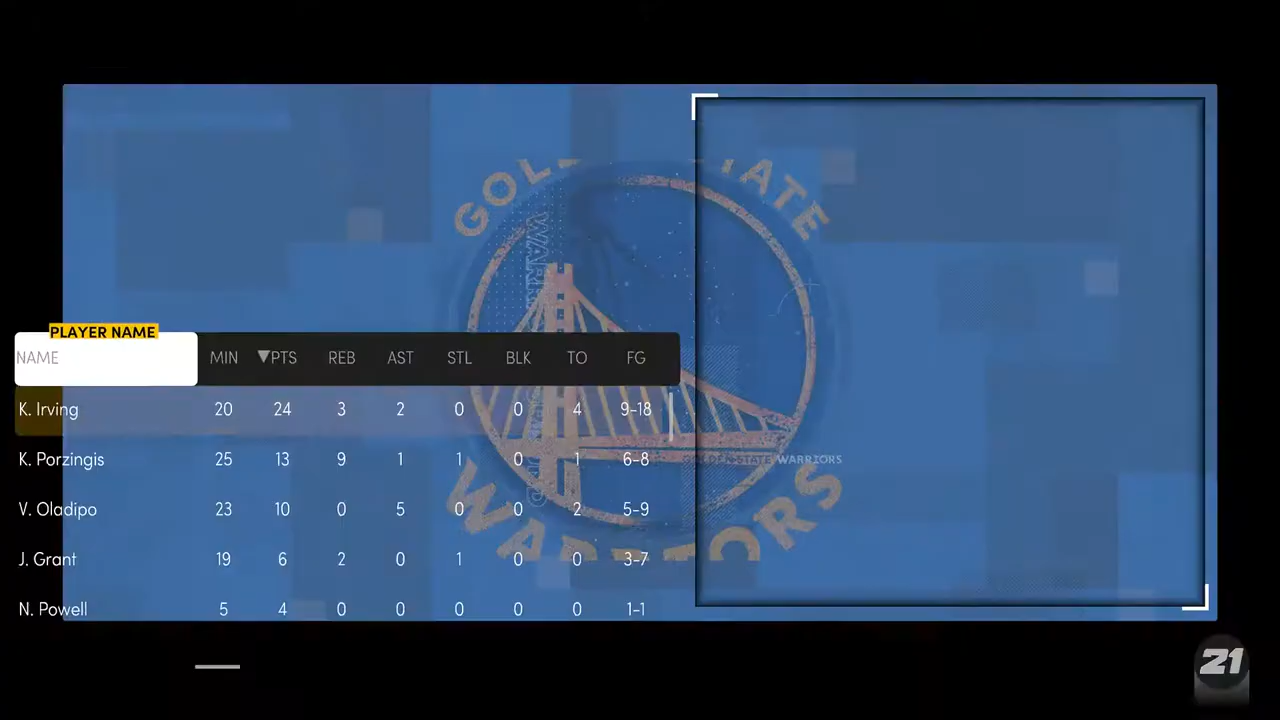 GOLDEN STATE
WARRIORS
PLAYER NAME
NAME MIN ▼PTS REB AST STL BLK TO FG
K. Irving 20 24 3 2 0 0 4 9-18
K. Porzingis 25 13 9 1 1 0 1 6-8
GOLDEN STATE WARRIORS
V. Oladipo 23 10 0 5 0 0 2 5-9
J. Grant 19 6 2 0 1 0 0 3-7
N. Powell 5 4 0 0 0 0 0 1-1
21